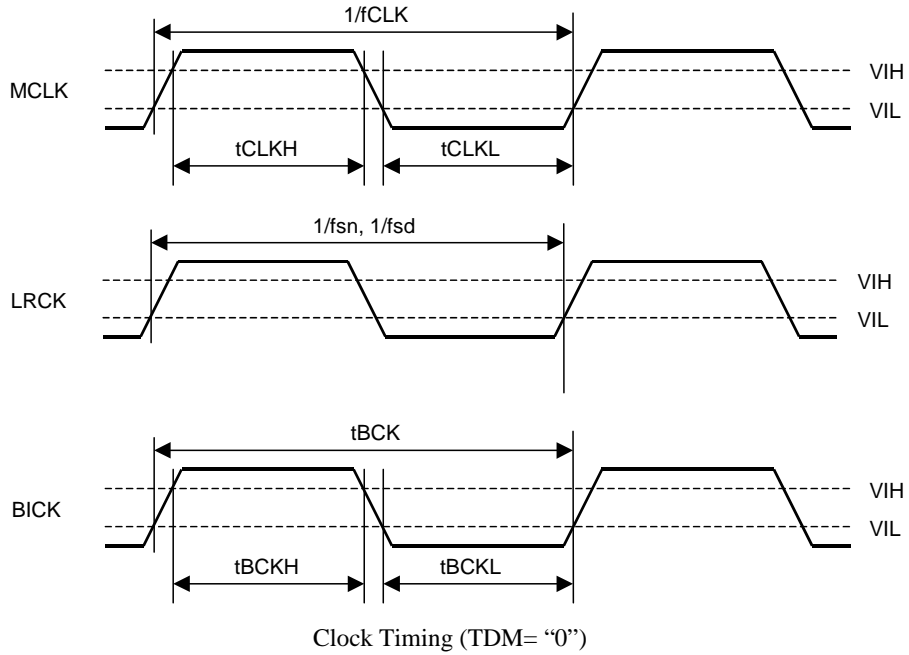 1/fCLK
VIH
MCLK
VIL
tCLKH
tCLKL
1/fsn, 1/fsd
VIH
LRCK
VIL
tBCK
VIH
BICK
VIL
tBCKH
tBCKL
Clock Timing (TDM= “0”)